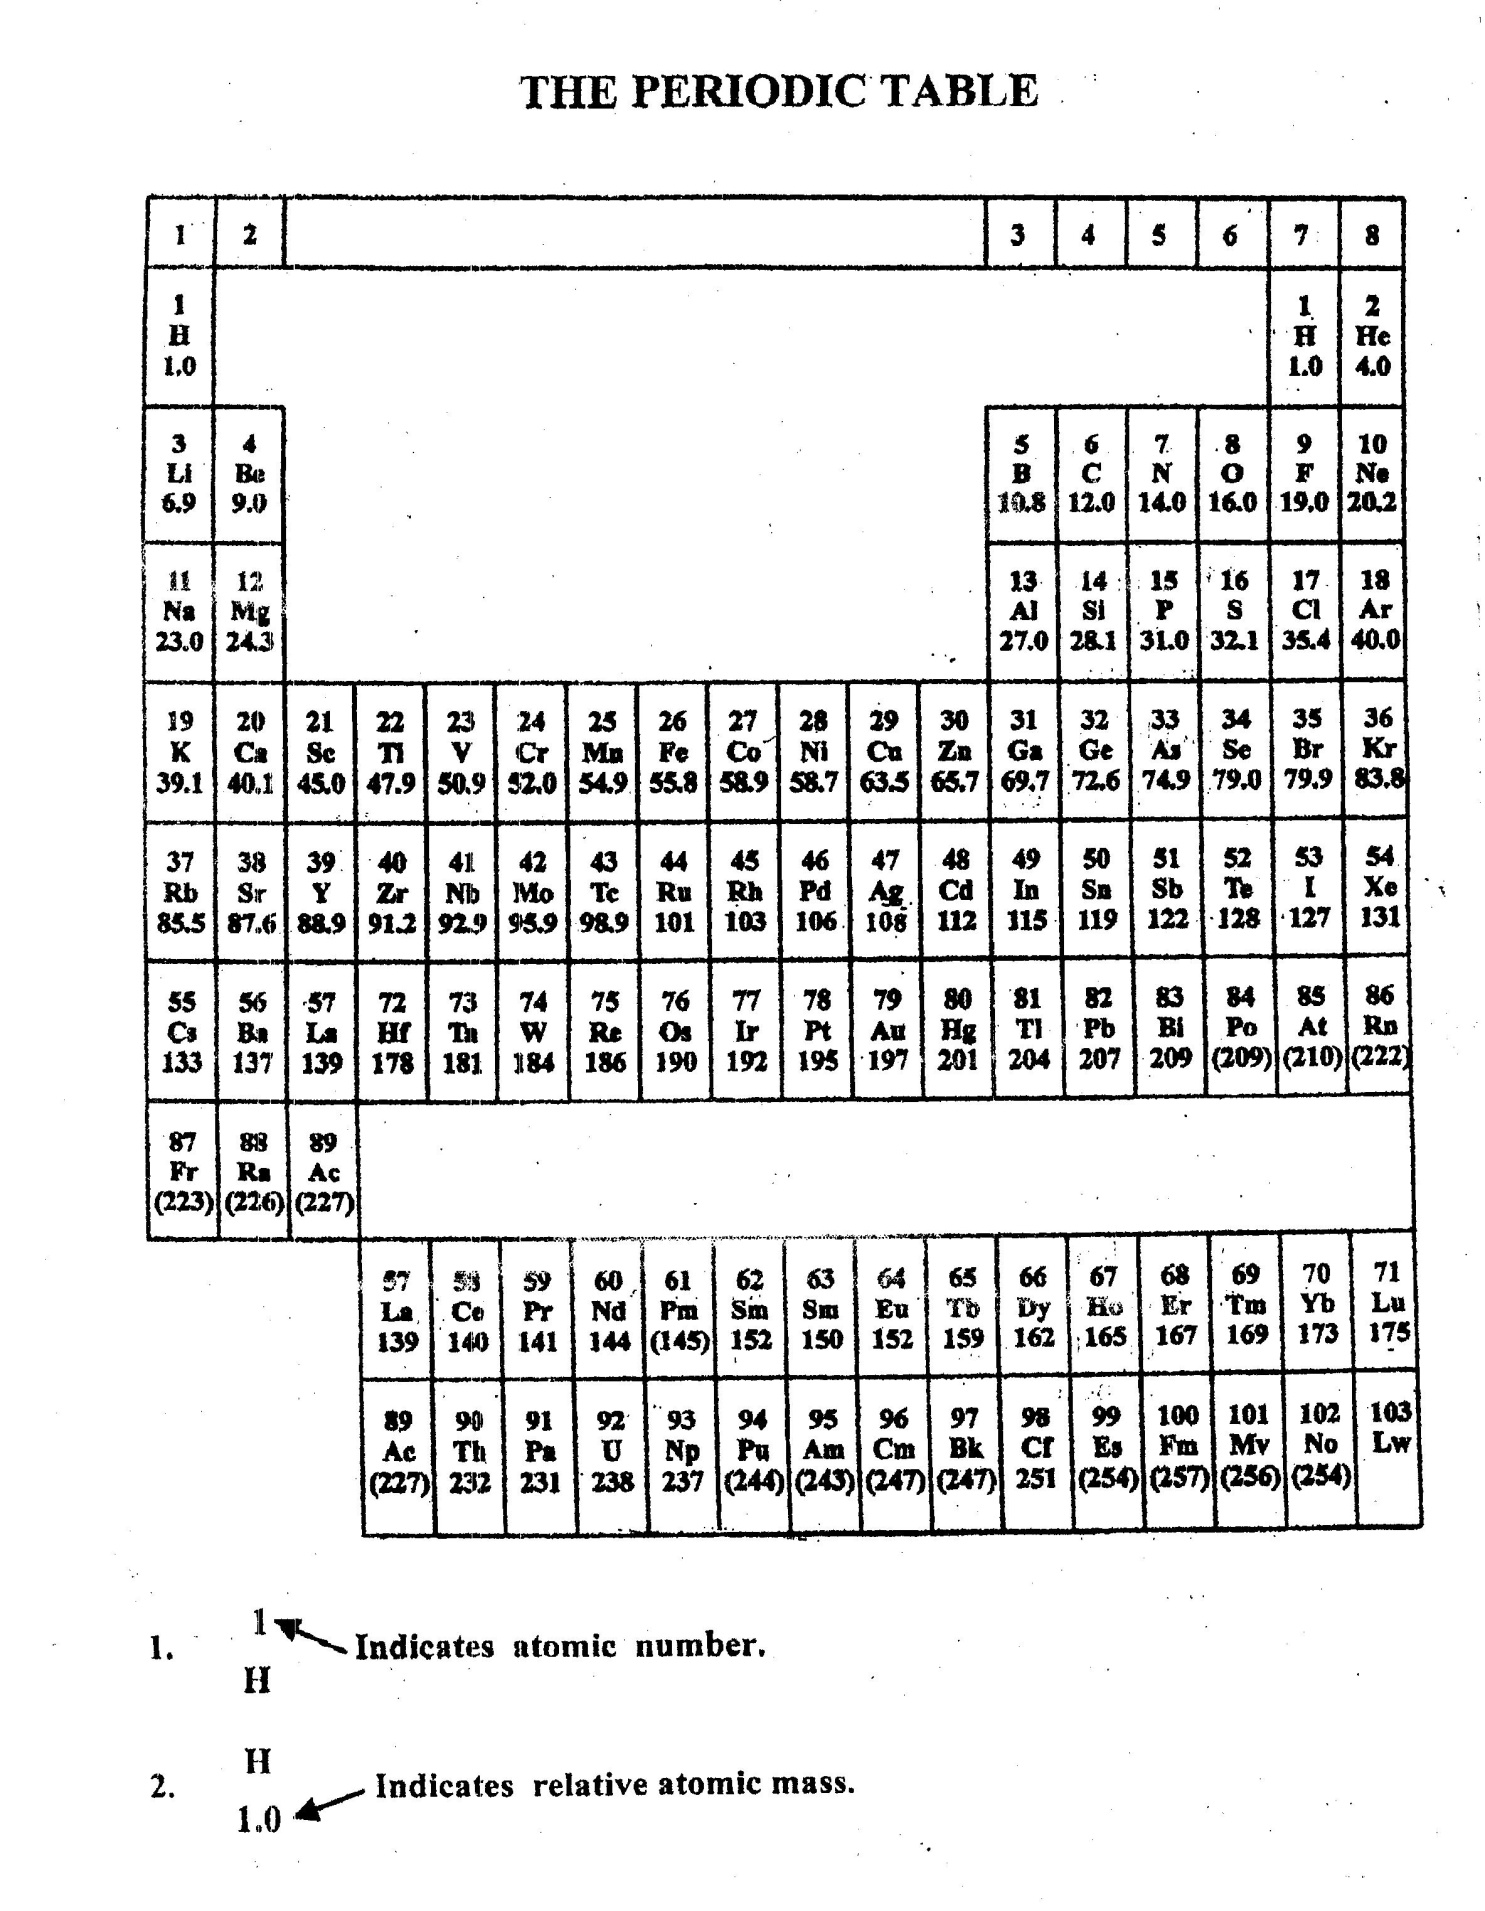 THE PERIODIC TABLE
1 2 3 4 5 6 7 8
1 1 2
H H He
1.0 1.0 4.0
3 4 5 6 7 8 9 10
Li Be B C N O F Ne
6.9 9.0 10.8 12.0 14.0 16.0 19.0 20.2
11 12 13 14 15 16 17 18
Na Mg Al Si P S Cl Ar
23.0 24.3 27.0 28.1 31.0 32.1 35.4 40.0
19 20 21 22 23 24 25 26 27 28 29 30 31 32 33 34 35 36
K Ca Sc Ti V Cr Mn Fe Co Ni Cu Zn Ga Ge As Se Br Kr
39.1 40.1 45.0 47.9 50.9 52.0 54.9 55.8 58.9 58.7 63.5 65.7 69.7 72.6 74.9 79.0 79.9 83.8
37 38 39 40 41 42 43 44 45 46 47 48 49 50 51 52 53 54
Rb Sr Y Zr Nb Mo Tc Ru Rh Pd Ag Cd In Sn Sb Te I Xe
85.5 87.6 88.9 91.2 92.9 95.9 98.9 101 103 106 108 112 115 119 122 128 127 131
55 56 57 72 73 74 75 76 77 78 79 80 81 82 83 84 85 86
Cs Ba La Hf Ta W Re Os Ir Pt Au Hg Tl Pb Bi Po At Rn
133 137 139 178 181 184 186 190 192 195 197 201 204 207 209 (209) (210) (222)
87 88 89
Fr Ra Ac
(223) (226) (227)
57 58 59 60 61 62 63 64 65 66 67 68 69 70 71
La Ce Pr Nd Pm Sm Sm Eu Tb Dy Ho Er Tm Yb Lu
139 140 141 144 (145) 152 150 152 159 162 165 167 169 173 175
89 90 91 92 93 94 95 96 97 98 99 100 101 102 103
Ac Th Pa U Np Pu Am Cm Bk Cf Es Fm Mv No Lw
(227) 232 231 238 237 (244) (243) (247) (247) 251 (254) (257) (256) (254)
1
1. Indicates atomic number.
H
H
2. Indicates relative atomic mass.
1.0